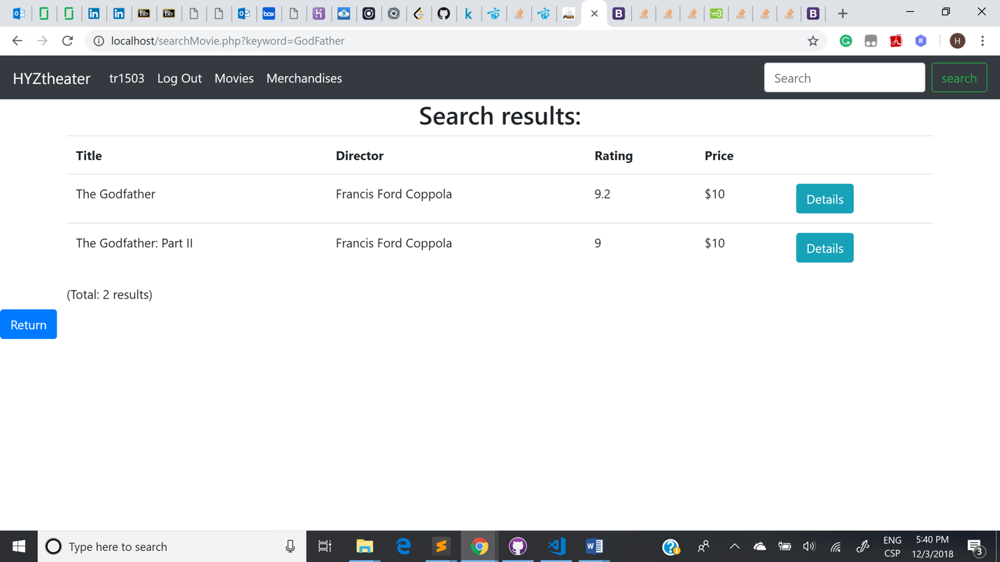 localhost/searchMovie.php?keyword=GodFather
HYZtheater tr1503 Log Out Movies Merchandises Search search
Search results:
Title Director Rating Price
The Godfather Francis Ford Coppola 9.2 $10 Details
The Godfather: Part II Francis Ford Coppola 9 $10 Details
(Total: 2 results)
Return
Type here to search
ENG
CSP
5:40 PM
12/3/2018
3